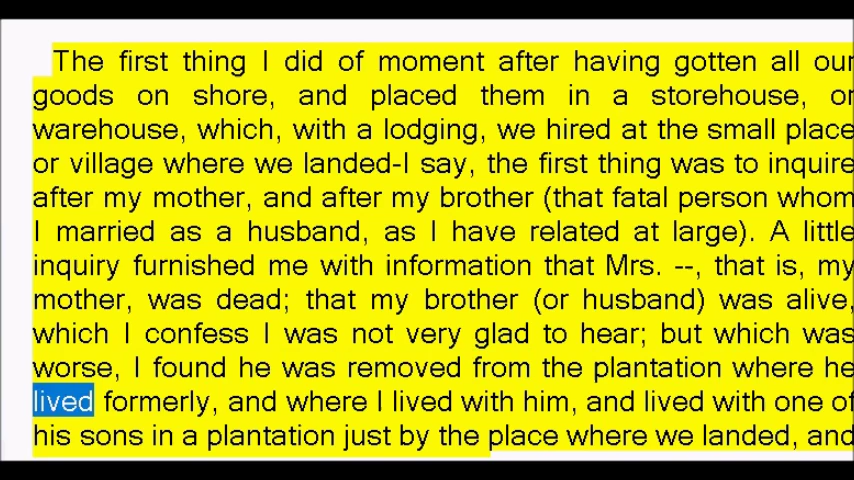 The first thing I did of moment after having gotten all our
goods on shore, and placed them in a storehouse, or
warehouse, which, with a lodging, we hired at the small place
or village where we landed-I say, the first thing was to inquire
after my mother, and after my brother (that fatal person whom
I married as a husband, as I have related at large). A little
inquiry furnished me with information that Mrs. --, that is, my
mother, was dead; that my brother (or husband) was alive,
which I confess I was not very glad to hear; but which was
worse, I found he was removed from the plantation where he
lived formerly, and where I lived with him, and lived with one of
his sons in a plantation just by the place where we landed, and